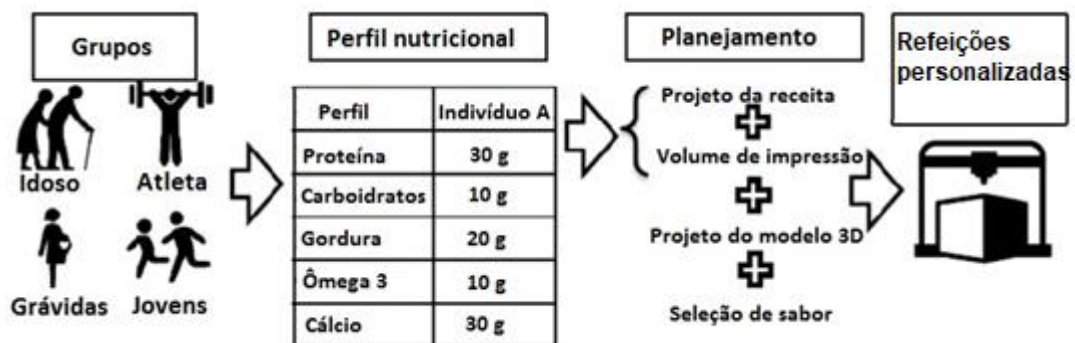 Grupos
Idoso
Atleta
Grávidas
Jovens
Perfil nutricional
Perfil Indivíduo A
Proteína 30 g
Carboidratos 10 g
Gordura 20 g
Ômega 3 10 g
Cálcio 30 g
Planejamento
Projeto da receita
Volume de impressão
Projeto do modelo 3D
Seleção de sabor
Refeições
personalizadas